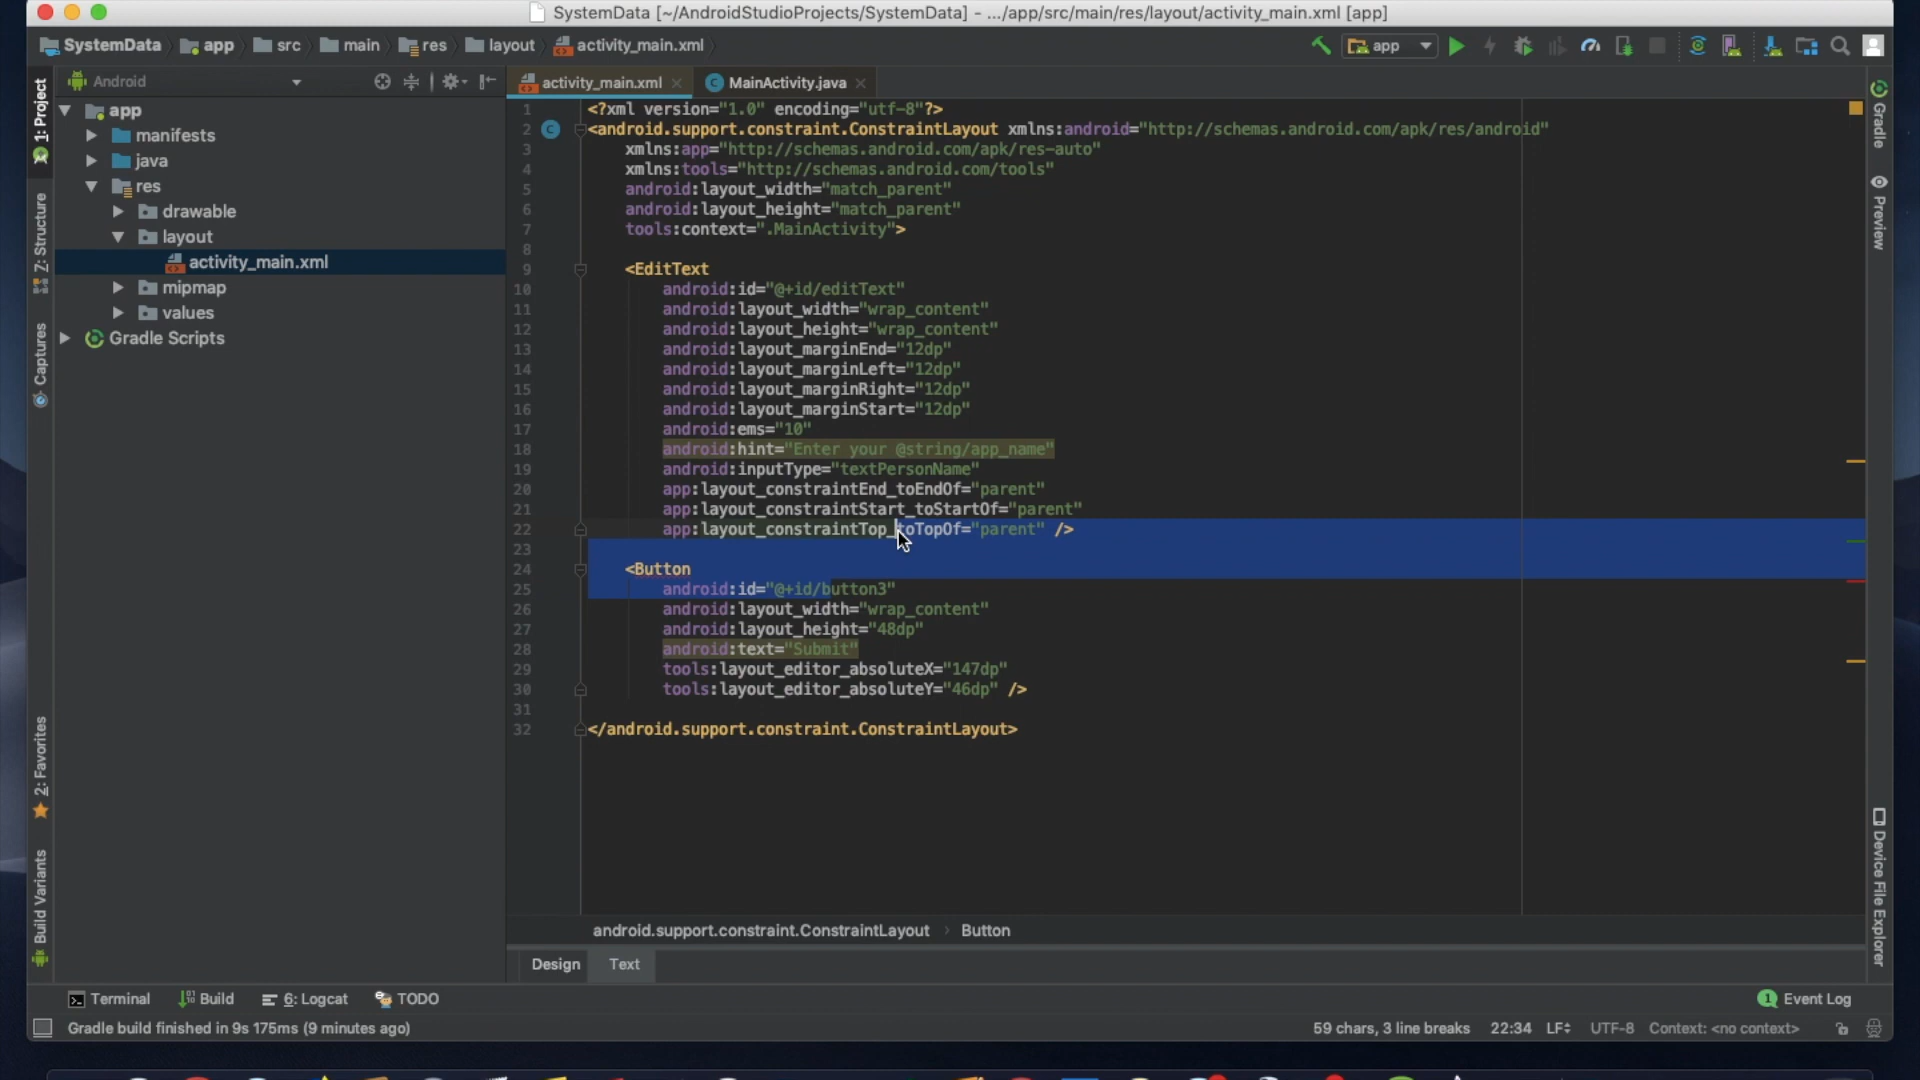 SystemData [~/AndroidStudioProjects/SystemData] - .../app/src/main/res/layout/activity_main.xml [app]
SystemData app src main res layout activity_main.xml
app
Android
activity_main.xml
MainActivity.java
1: Project
Z: Structure
Captures
2: Favorites
Build Variants
app
manifests
java
res
drawable
layout
activity_main.xml
mipmap
values
Gradle Scripts
1 <?xml version="1.0" encoding="utf-8"?>
2 <android.support.constraint.ConstraintLayout xmlns:android="http://schemas.android.com/apk/res/android"
3 xmlns:app="http://schemas.android.com/apk/res-auto"
4 xmlns:tools="http://schemas.android.com/tools"
5 android:layout_width="match_parent"
6 android:layout_height="match_parent"
7 tools:context=".MainActivity">
8
9 <EditText
10 android:id="@+id/editText"
11 android:layout_width="wrap_content"
12 android:layout_height="wrap_content"
13 android:layout_marginEnd="12dp"
14 android:layout_marginLeft="12dp"
15 android:layout_marginRight="12dp"
16 android:layout_marginStart="12dp"
17 android:ems="10"
18 android:hint="Enter your @string/app_name"
19 android:inputType="textPersonName"
20 app:layout_constraintEnd_toEndOf="parent"
21 app:layout_constraintStart_toStartOf="parent"
22 app:layout_constraintTop_toTopOf="parent" />
23
24 <Button
25 android:id="@+id/button3"
26 android:layout_width="wrap_content"
27 android:layout_height="48dp"
28 android:text="Submit"
29 tools:layout_editor_absoluteX="147dp"
30 tools:layout_editor_absoluteY="46dp" />
31
32 </android.support.constraint.ConstraintLayout>
Gradle
Preview
Device File Explorer
android.support.constraint.ConstraintLayout › Button
Design Text
Terminal Build 6: Logcat TODO
1 Event Log
Gradle build finished in 9s 175ms (9 minutes ago)
59 chars, 3 line breaks 22:34 LF÷ UTF-8 Context: <no context>